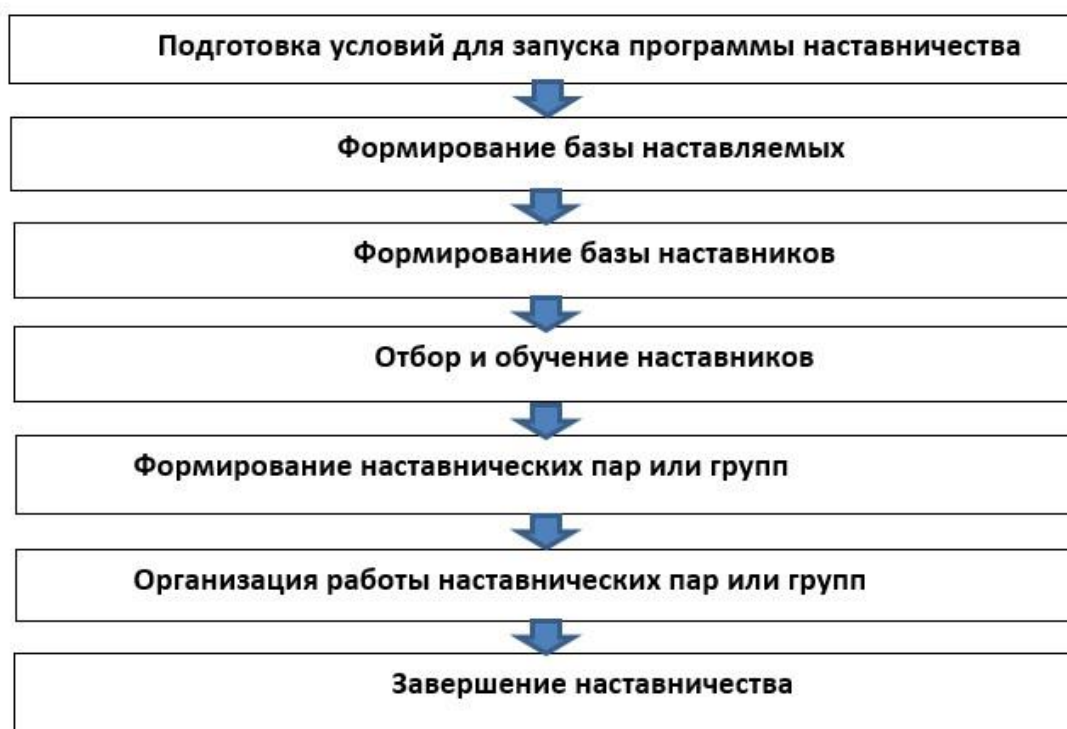 Подготовка условий для запуска программы наставничества
Формирование базы наставляемых
Формирование базы наставников
Отбор и обучение наставников
Формирование наставнических пар или групп
Организация работы наставнических пар или групп
Завершение наставничества